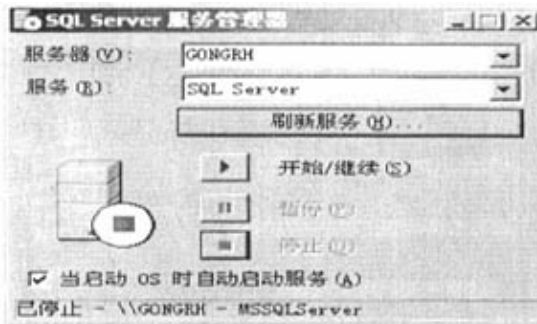 SQL Server 服务管理器
服务器(V): GONGRH
服务(R): SQL Server
刷新服务(H)...
开始/继续(S)
暂停(P)
停止(T)
当启动 OS 时自动启动服务(A)
已停止 - \\GONGRH - MSSQLServer